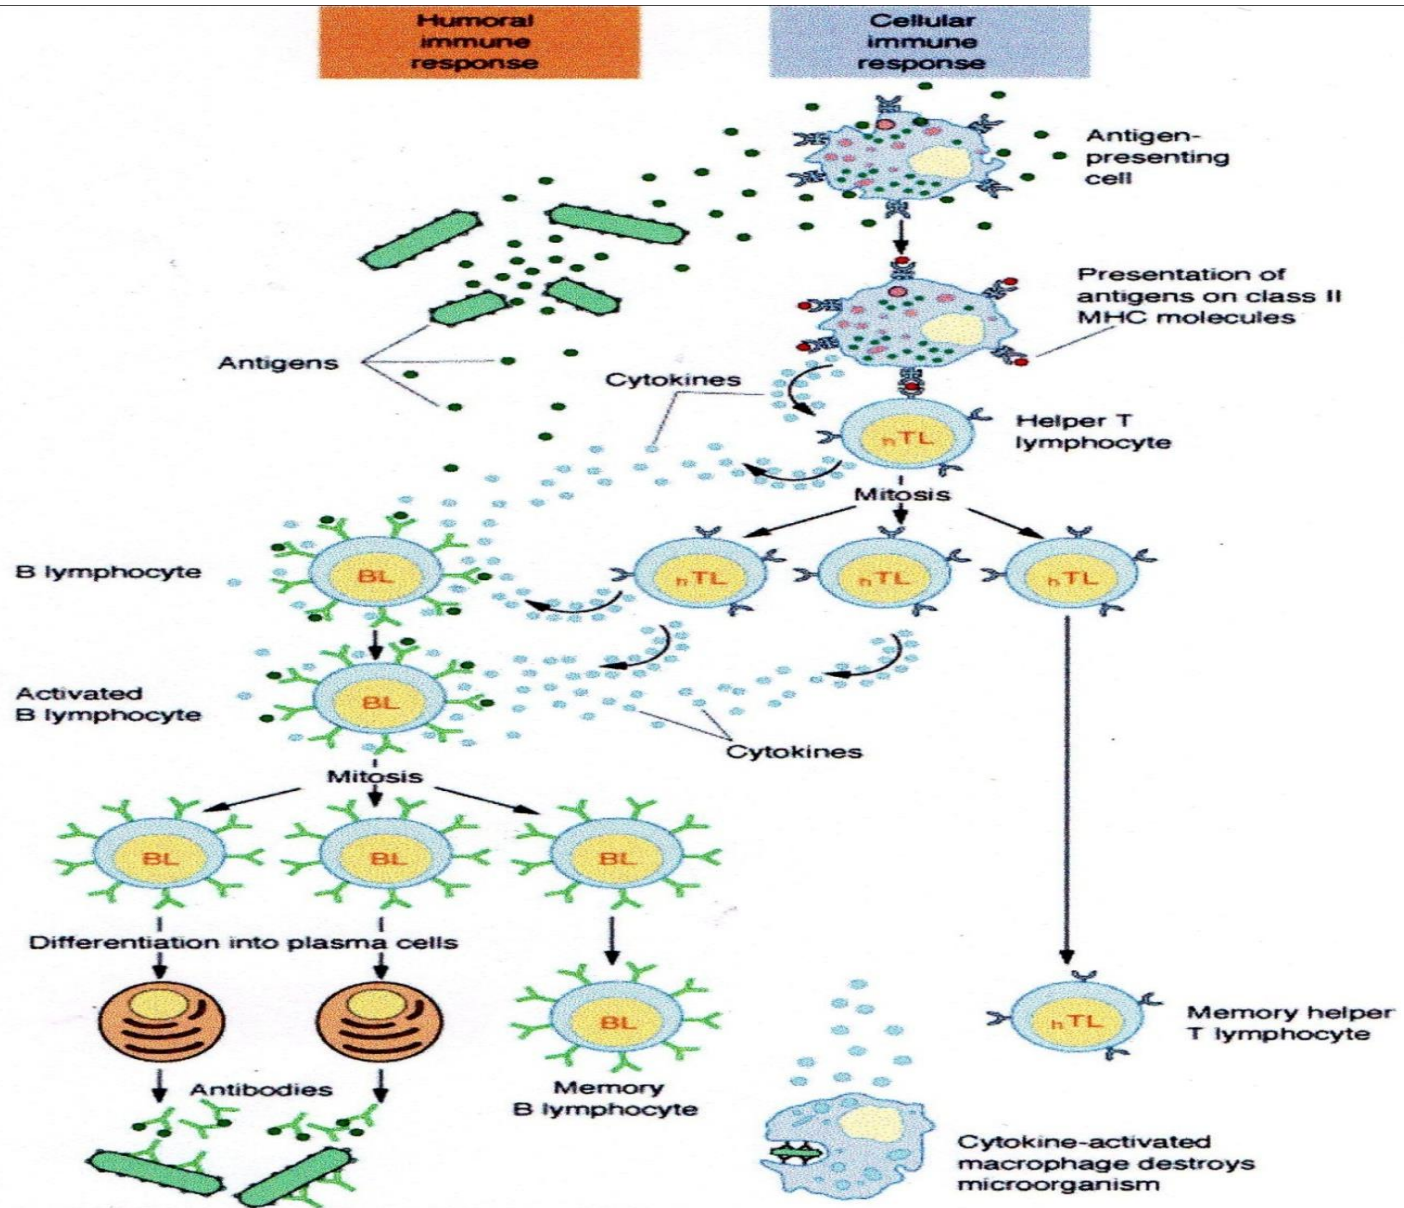 Humoral
immune
response
Cellular
immune
response
Antigen-
presenting
cell
Presentation of
antigens on class II
MHC molecules
Antigens
Cytokines
Helper T
lymphocyte
hTL
Mitosis
B lymphocyte
BL
hTL
hTL
hTL
Activated
B lymphocyte
BL
Cytokines
Mitosis
BL
BL
BL
Differentiation into plasma cells
BL
hTL
Memory helper
T lymphocyte
Antibodies
Memory
B lymphocyte
Cytokine-activated
macrophage destroys
microorganism